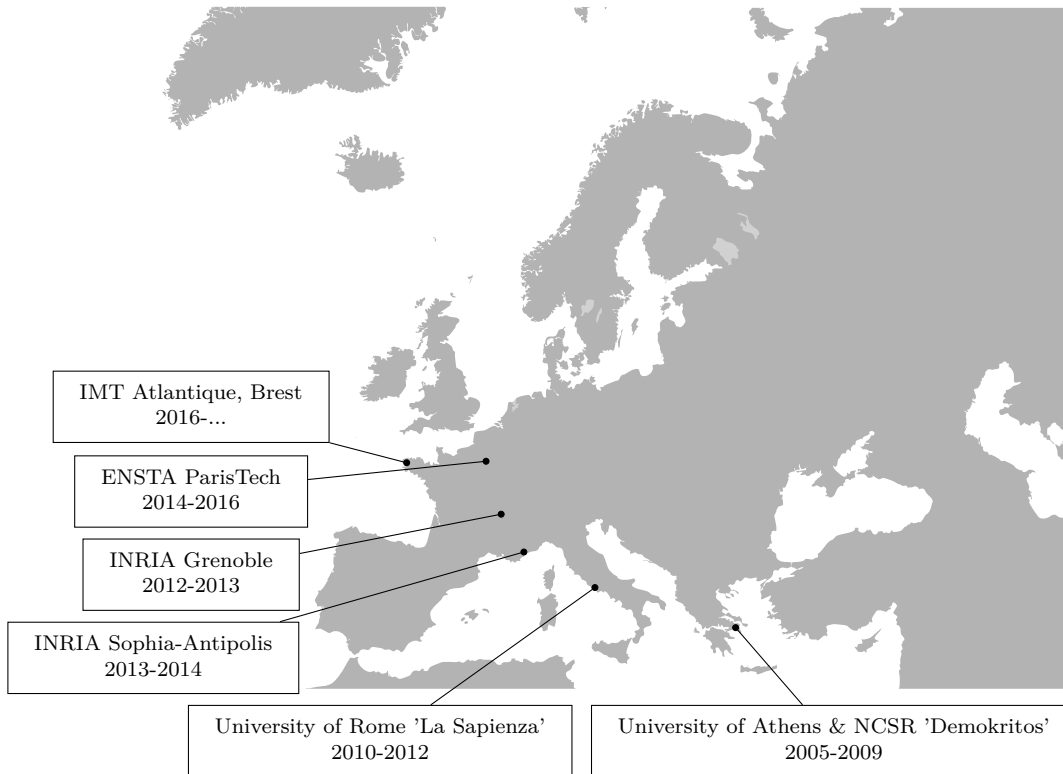 IMT Atlantique, Brest
2016-...
ENSTA ParisTech
2014-2016
INRIA Grenoble
2012-2013
INRIA Sophia-Antipolis
2013-2014
University of Rome 'La Sapienza'
2010-2012
University of Athens & NCSR 'Demokritos'
2005-2009